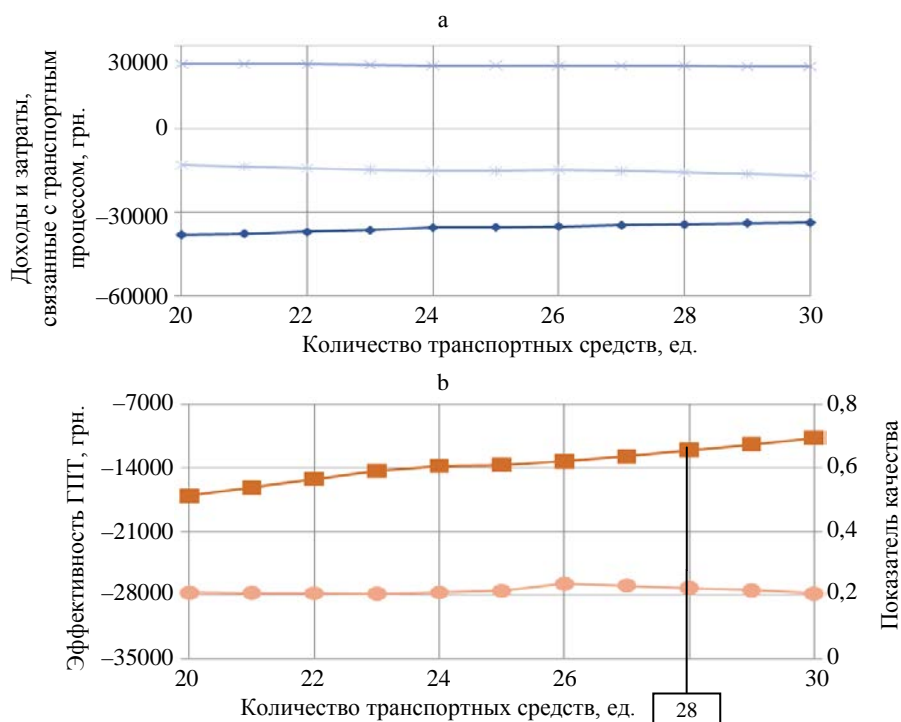 a
Доходы и затраты,
связанные с транспортным
процессом, грн.
30000
0
–30000
–60000
20 22 24 26 28 30
Количество транспортных средств, ед.
b
Эффективность ГПТ, грн.
–7000
–14000
–21000
–28000
–35000
0,8
0,6
0,4
0,2
0
Показатель качества
20 22 24 26 30
Количество транспортных средств, ед.
28